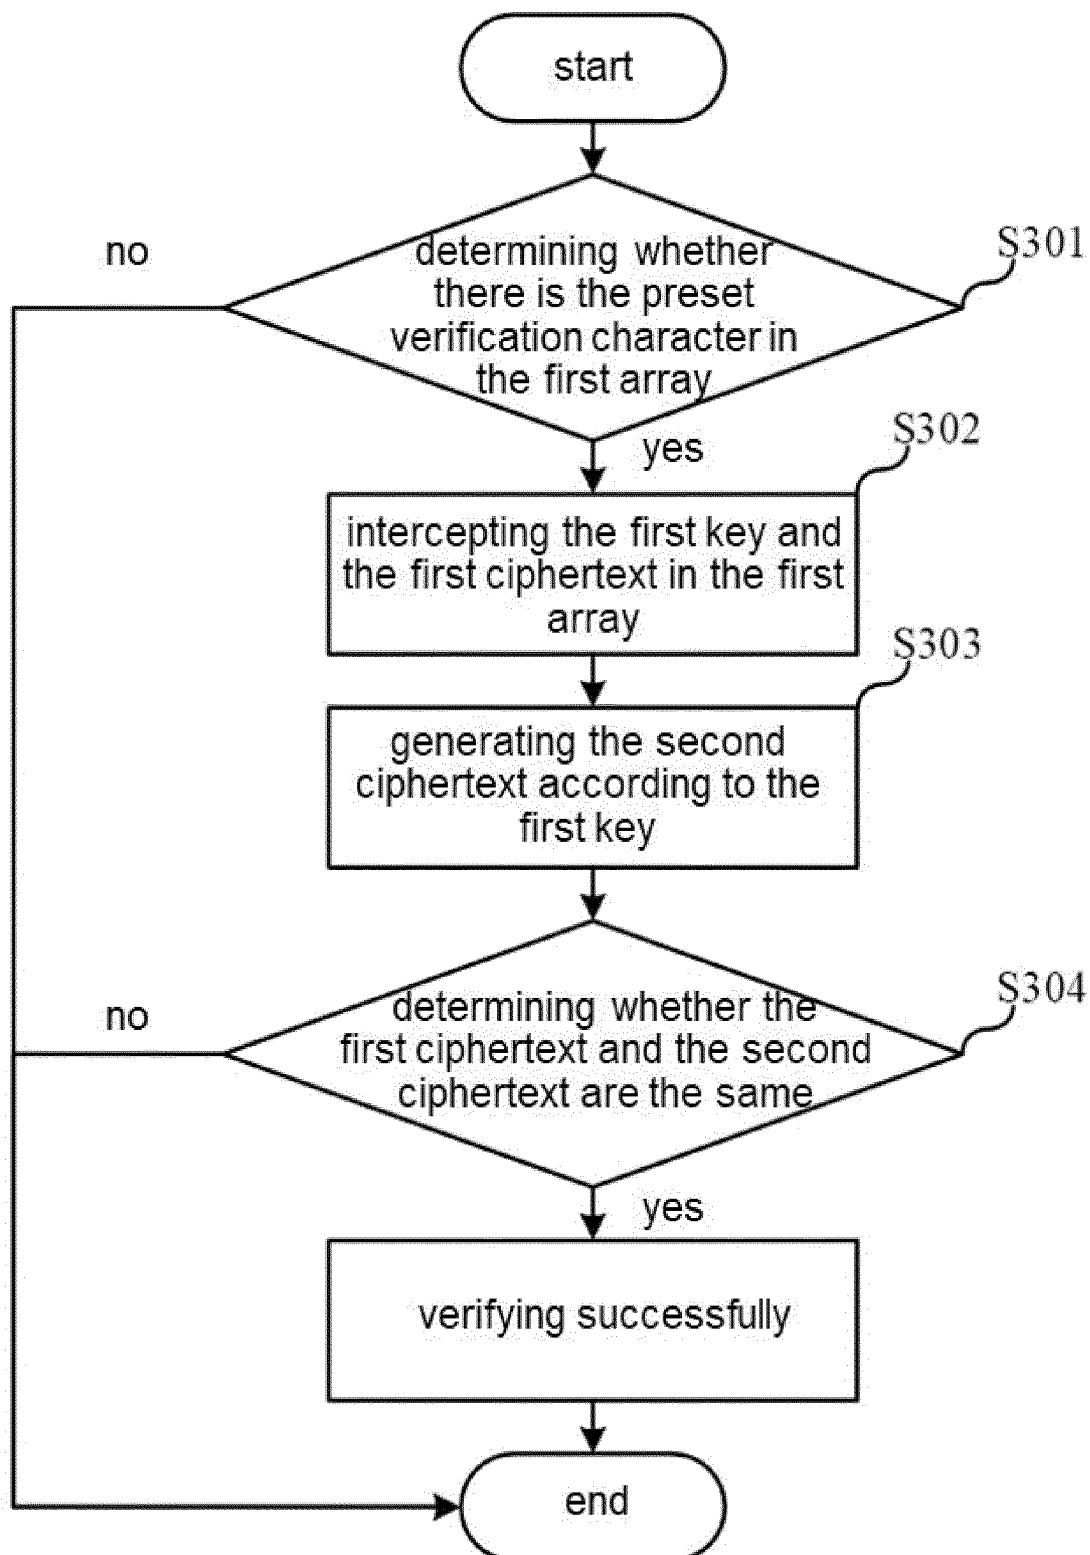 start
no
determining whether
there is the preset
verification character in
the first array
S301
yes
S302
intercepting the first key and
the first ciphertext in the first
array
S303
generating the second
ciphertext according to the
first key
no
determining whether the
first ciphertext and the second
ciphertext are the same
S304
yes
verifying successfully
end